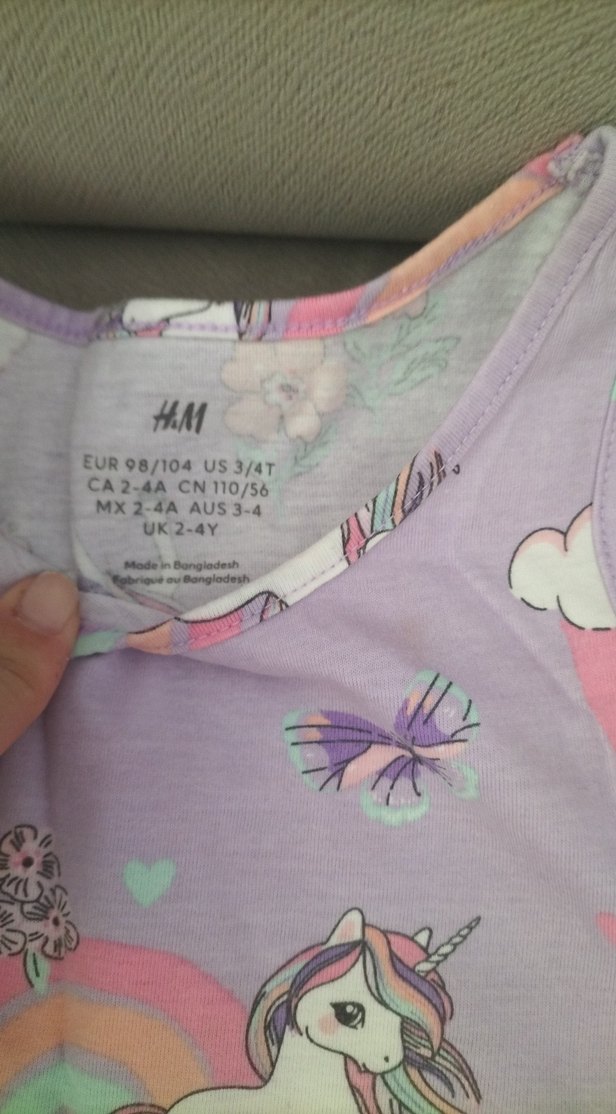 H&M
EUR 98/104 US 3/4T
CA 2-4A CN 110/56
MX 2-4A AUS 3-4
UK 2-4Y
Made in Bangladesh
Fabriqué au Bangladesh